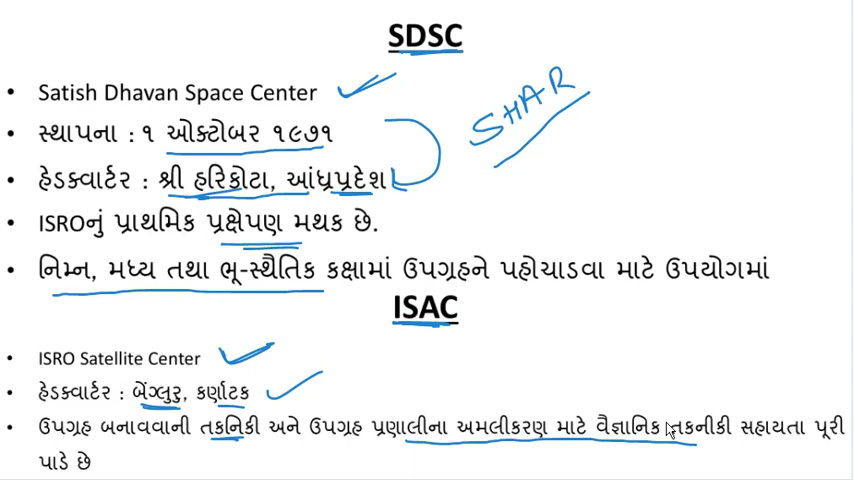 SDSC
• Satish Dhavan Space Center
SHAR
• સ્થાપના : ૧ ઓક્ટોબર ૧૯૭૧
• હેડક્વાર્ટર : શ્રી હરિકોટા, આંધ્રપ્રદેશ
• ISROનું પ્રાથમિક પ્રક્ષેપણ મથક છે.
• નિમ્ન, મધ્ય તથા ભૂ-સ્થૈતિક કક્ષામાં ઉપગ્રહને પહોચાડવા માટે ઉપયોગમાં
ISAC
• ISRO Satellite Center
• હેડક્વાર્ટર : બેંગ્લુરુ, કર્ણાટક
• ઉપગ્રહ બનાવવાની તકનિકી અને ઉપગ્રહ પ્રણાલીના અમલીકરણ માટે વૈજ્ઞાનિક તકનીકી સહાયતા પૂરી
પાડે છે